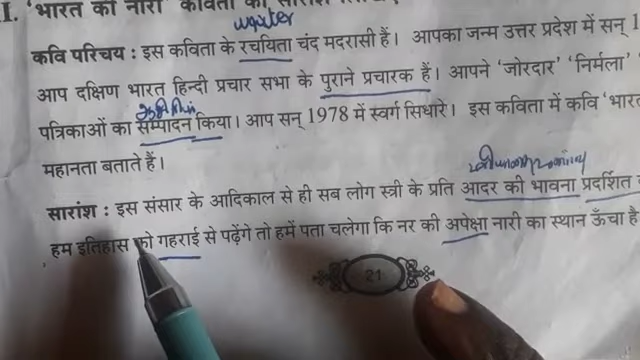 I. 'भारत की नारी' कविता का सारांश
writer
कवि परिचय : इस कविता के रचयिता चंद मदरासी हैं। आपका जन्म उत्तर प्रदेश में सन् 1
आप दक्षिण भारत हिन्दी प्रचार सभा के पुराने प्रचारक हैं। आपने 'जोरदार' 'निर्मला'
पत्रिकाओं का सम्पादन किया। आप सन् 1978 में स्वर्ग सिधारे। इस कविता में कवि 'भारत
महानता बताते हैं।
सारांश : इस संसार के आदिकाल से ही सब लोग स्त्री के प्रति आदर की भावना प्रदर्शित
हम इतिहास को गहराई से पढ़ेंगे तो हमें पता चलेगा कि नर की अपेक्षा नारी का स्थान ऊँचा है
21